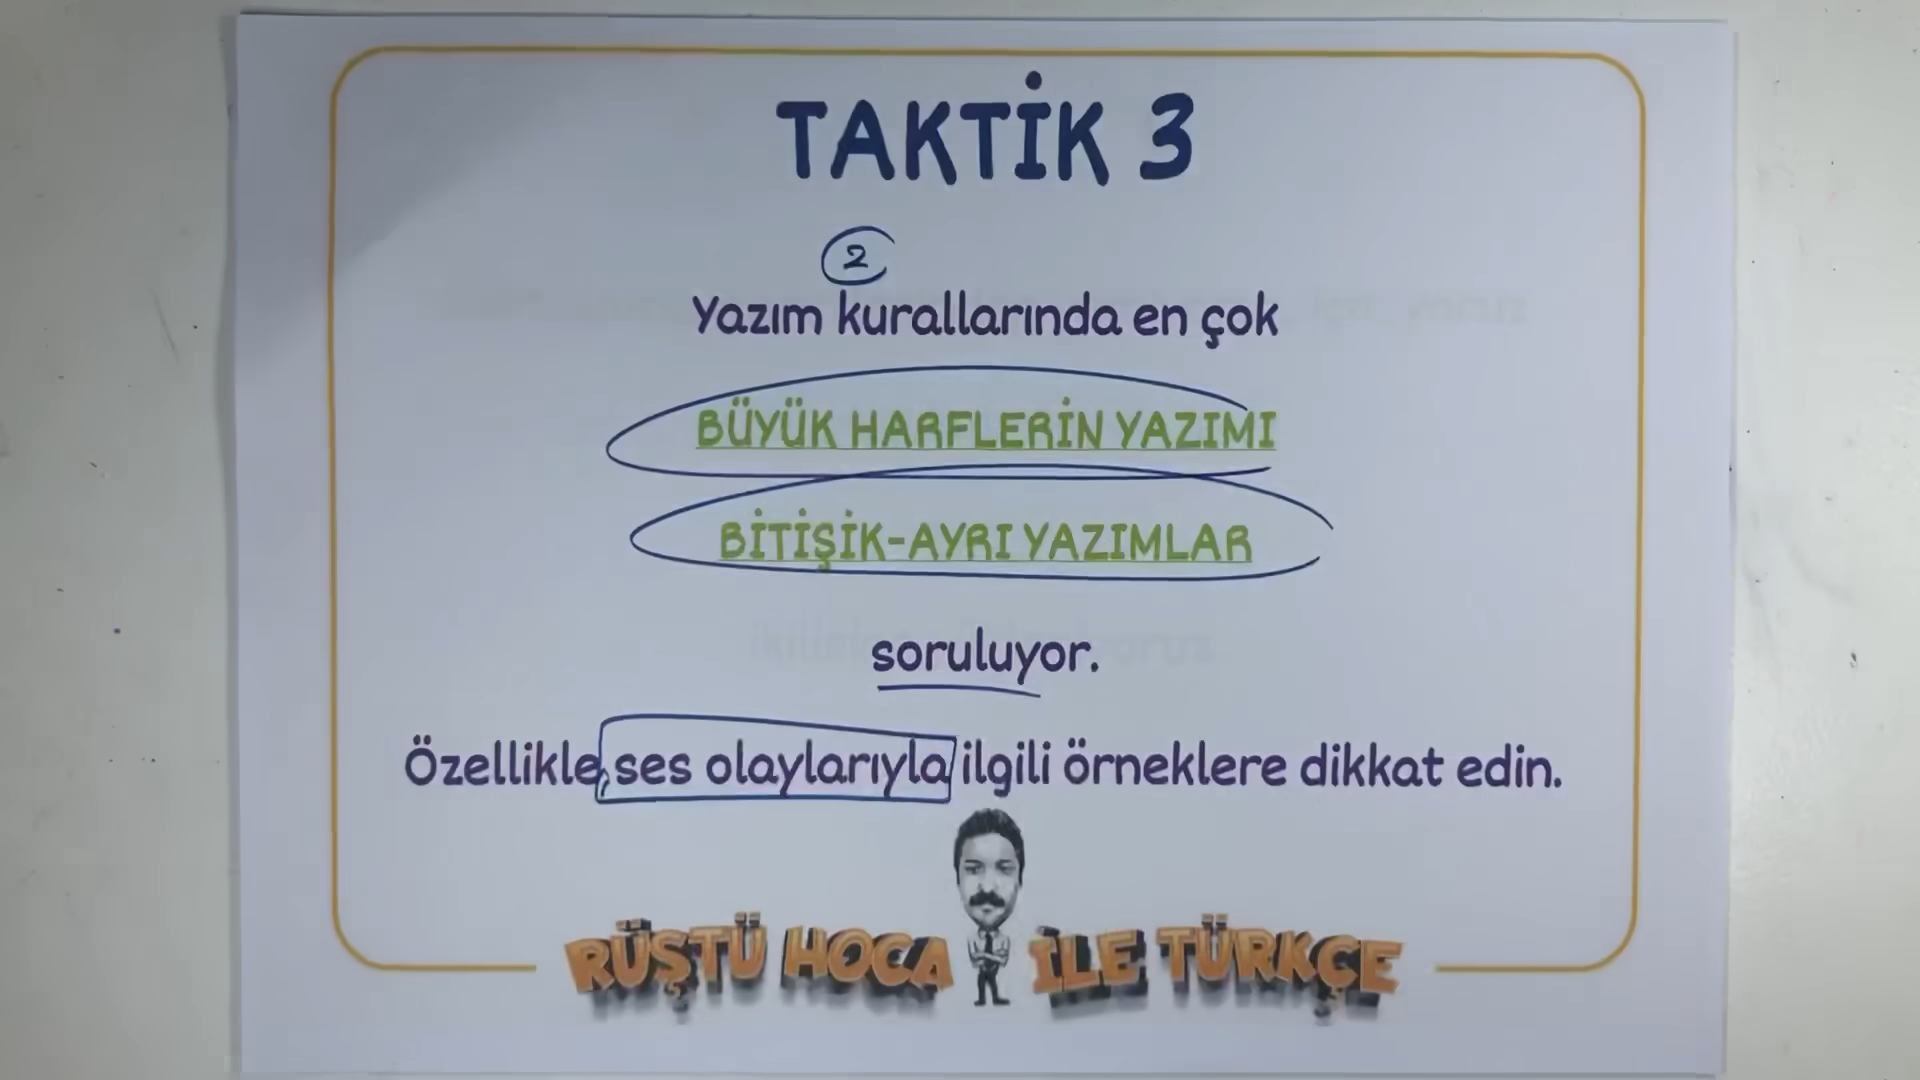 TAKTİK 3
2
Yazım kurallarında en çok
BÜYÜK HARFLERİN YAZIMI
BİTİŞİK-AYRI YAZIMLAR
soruluyor.
Özellikle, ses olaylarıyla ilgili örneklere dikkat edin.
RÜŞTÜ HOCA İLE TÜRKÇE